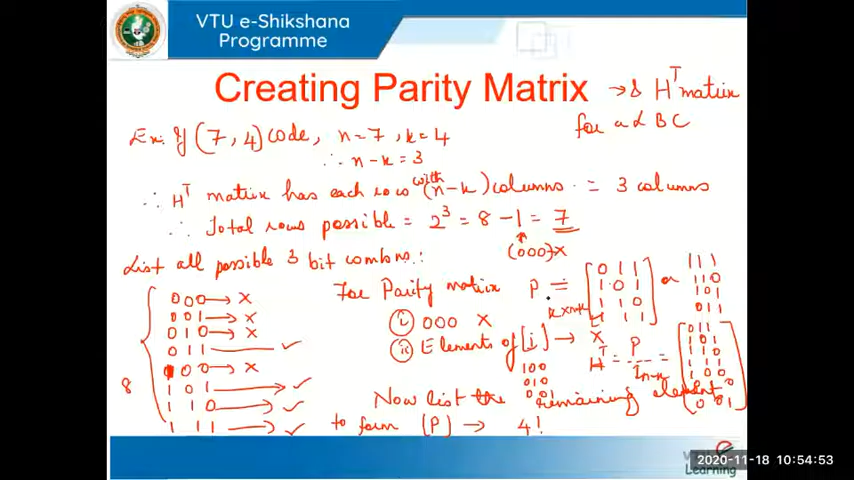 VTU e-Shikshana
Programme
Creating Parity Matrix → & H^T matrix
for a LBC
Ex: If (7, 4) code, n = 7, k = 4
∴ n-k = 3
∴ H^T matrix has each row with (n-k) columns = 3 columns
∴ Total rows possible = 2^3 = 8 - 1 = 7
(000)x
List all possible 3 bit combns:
000 → x
001 → x
010 → x
011 ✓
100 → x
101 → ✓
110 → ✓
111 → ✓
8
For Parity matrix P =
k×n-k
0 1 1
1 0 1
1 1 0
1 1 1
or
1 1 1
1 1 0
1 0 1
0 1 1
(i) 000 X
(ii) Elements of [i] → X
100
010
001
H^T = P
I n-k
=
0 1 1
1 0 1
1 1 0
1 1 1
1 0 0
0 1 0
0 0 1
Now list the remaining elements
to form [P] → 4!
Learning
2020-11-18 10:54:53